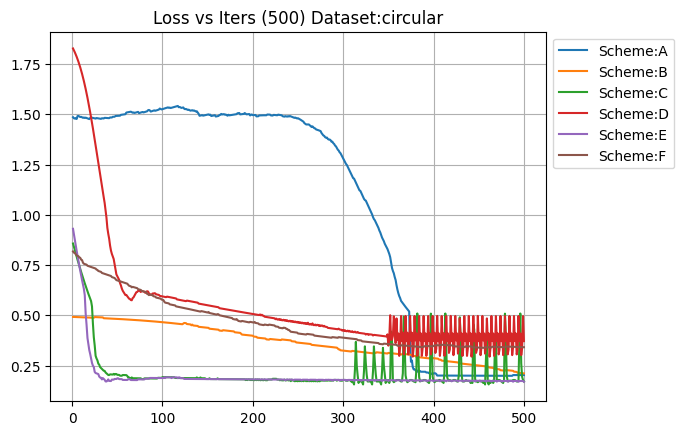 Loss vs Iters (500) Dataset:circular
1.75
1.50
1.25
1.00
0.75
0.50
0.25
0 100 200 300 400 500
Scheme:A
Scheme:B
Scheme:C
Scheme:D
Scheme:E
Scheme:F